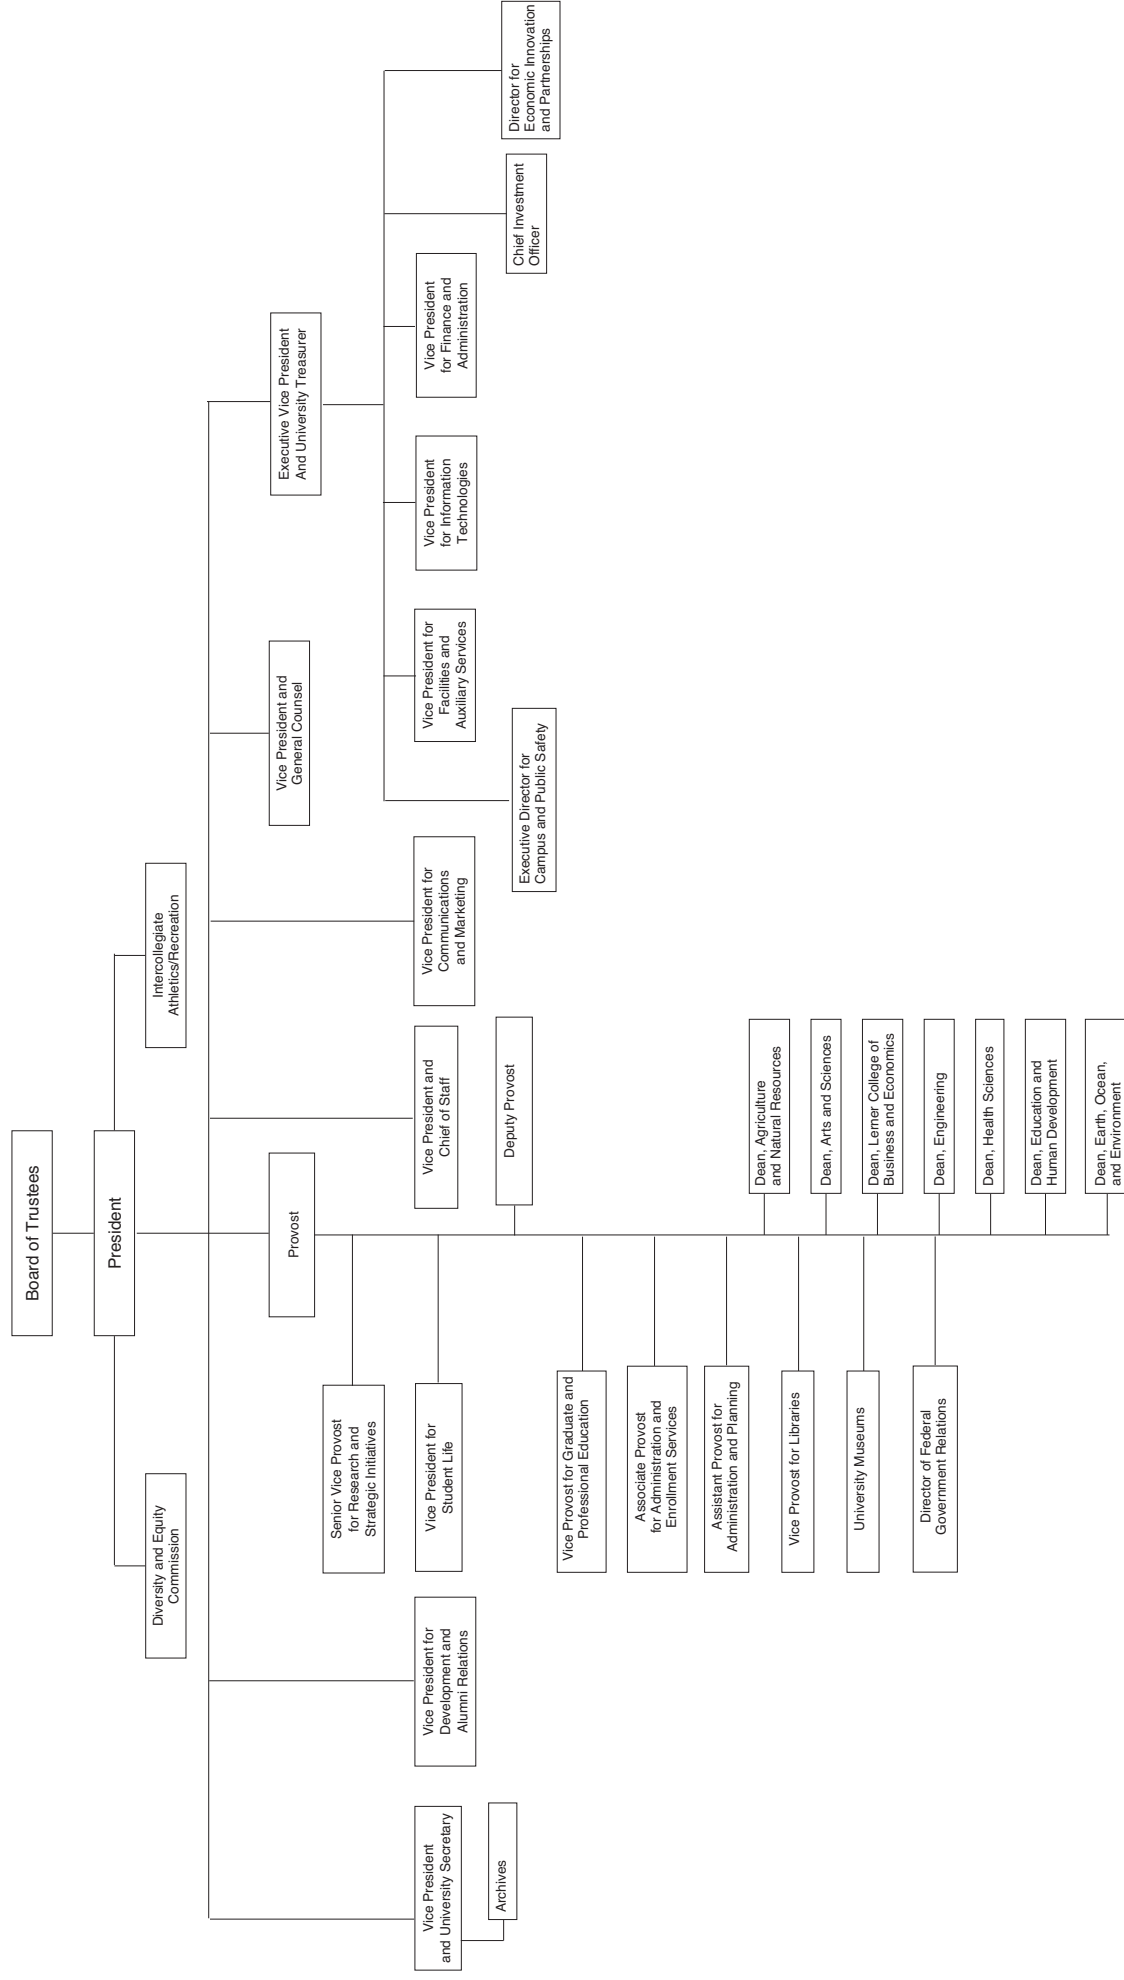 Board of Trustees
President
Diversity and Equity
Commission
Intercollegiate
Athletics/Recreation
Provost
Vice President and
General Counsel
Executive Vice President
And University Treasurer
Vice President
and University Secretary
Archives
Vice President for
Development and
Alumni Relations
Senior Vice Provost
for Research and
Strategic Initiatives
Vice President for
Student Life
Vice President and
Chief of Staff
Vice President for
Communications
and Marketing
Vice President for
Facilities and
Auxiliary Services
Vice President
for Information
Technologies
Vice President
for Finance and
Administration
Executive Director for
Campus and Public Safety
Chief Investment
Officer
Director for
Economic Innovation
and Partnerships
Deputy Provost
Vice Provost for Graduate and
Professional Education
Associate Provost
for Administration and
Enrollment Services
Assistant Provost for
Administration and Planning
Vice Provost for Libraries
University Museums
Director of Federal
Government Relations
Dean, Agriculture
and Natural Resources
Dean, Arts and Sciences
Dean, Lerner College of
Business and Economics
Dean, Engineering
Dean, Health Sciences
Dean, Education and
Human Development
Dean, Earth, Ocean,
and Environment